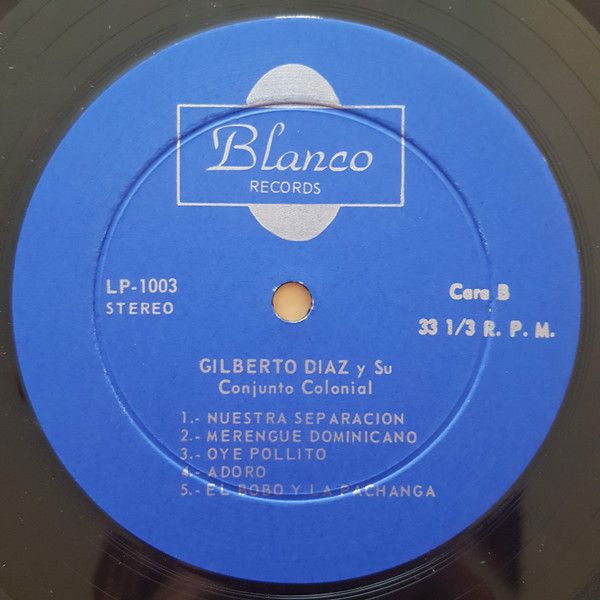 Blanco
RECORDS
LP-1003
STEREO
Cara B
33 1/3 R. P. M.
GILBERTO DIAZ y Su
Conjunto Colonial
1.- NUESTRA SEPARACION
2.- MERENGUE DOMINICANO
3.- OYE POLLITO
4.- ADORO
5.- EL BOBO Y LA PACHANGA